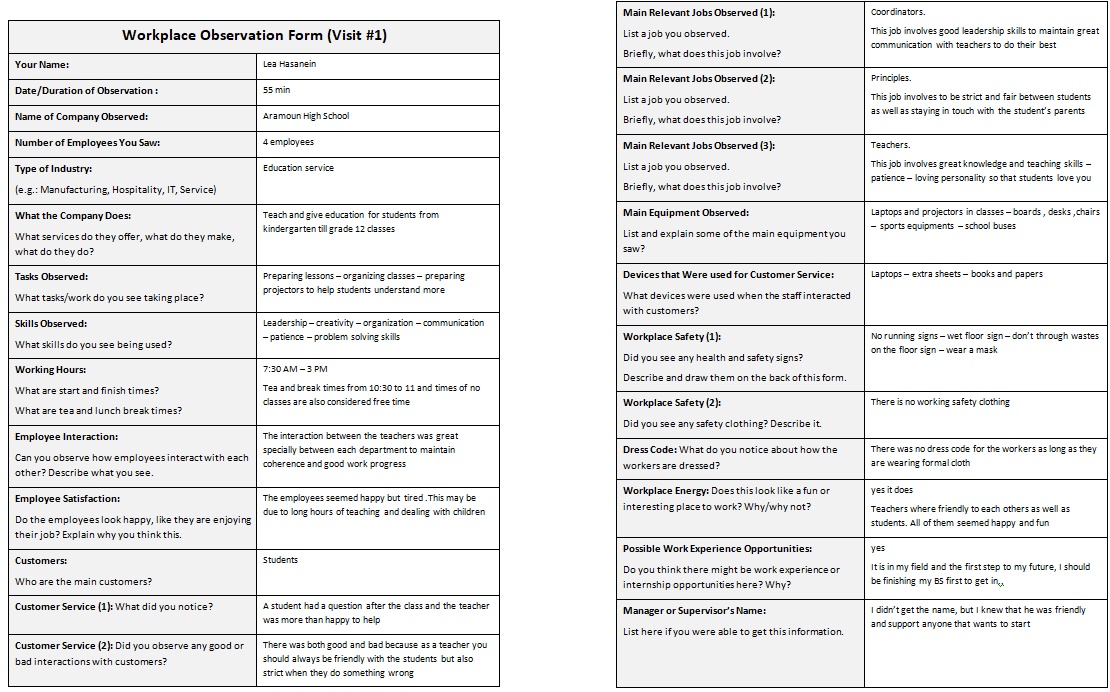 Workplace Observation Form (Visit #1)
Your Name:
Lea Hasanein
Date/Duration of Observation :
55 min
Name of Company Observed:
Aramoun High School
Number of Employees You Saw:
4 employees
Type of Industry:
(e.g.: Manufacturing, Hospitality, IT, Service)
Education service
What the Company Does:
What services do they offer, what do they make,
what do they do?
Teach and give education for students from
kindergarten till grade 12 classes
Tasks Observed:
What tasks/work do you see taking place?
Preparing lessons – organizing classes – preparing
projectors to help students understand more
Skills Observed:
What skills do you see being used?
Leadership – creativity – organization – communication
– patience – problem solving skills
Working Hours:
What are start and finish times?
What are tea and lunch break times?
7:30 AM – 3 PM
Tea and break times from 10:30 to 11 and times of no
classes are also considered free time
Employee Interaction:
Can you observe how employees interact with each
other? Describe what you see.
The interaction between the teachers was great
specially between each department to maintain
coherence and good work progress
Employee Satisfaction:
Do the employees look happy, like they are enjoying
their job? Explain why you think this.
The employees seemed happy but tired .This may be
due to long hours of teaching and dealing with children
Customers:
Who are the main customers?
Students
Customer Service (1): What did you notice?
A student had a question after the class and the teacher
was more than happy to help
Customer Service (2): Did you observe any good or
bad interactions with customers?
There was both good and bad because as a teacher you
should always be friendly with the students but also
strict when they do something wrong
Main Relevant Jobs Observed (1):
List a job you observed.
Briefly, what does this job involve?
Coordinators.
This job involves good leadership skills to maintain great
communication with teachers to do their best
Main Relevant Jobs Observed (2):
List a job you observed.
Briefly, what does this job involve?
Principles.
This job involves to be strict and fair between students
as well as staying in touch with the student's parents
Main Relevant Jobs Observed (3):
List a job you observed.
Briefly, what does this job involve?
Teachers.
This job involves great knowledge and teaching skills –
patience – loving personality so that students love you
Main Equipment Observed:
List and explain some of the main equipment you
saw?
Laptops and projectors in classes – boards , desks ,chairs
– sports equipments – school buses
Devices that Were used for Customer Service:
What devices were used when the staff interacted
with customers?
Laptops – extra sheets – books and papers
Workplace Safety (1):
Did you see any health and safety signs?
Describe and draw them on the back of this form.
No running signs – wet floor sign – don't through wastes
on the floor sign – wear a mask
Workplace Safety (2):
Did you see any safety clothing? Describe it.
There is no working safety clothing
Dress Code: What do you notice about how the
workers are dressed?
There was no dress code for the workers as long as they
are wearing formal cloth
Workplace Energy: Does this look like a fun or
interesting place to work? Why/why not?
yes it does
Teachers where friendly to each others as well as
students. All of them seemed happy and fun
Possible Work Experience Opportunities:
Do you think there might be work experience or
internship opportunities here? Why?
yes
It is in my field and the first step to my future, I should
be finishing my BS first to get in,
Manager or Supervisor's Name:
List here if you were able to get this information.
I didn't get the name, but I knew that he was friendly
and support anyone that wants to start